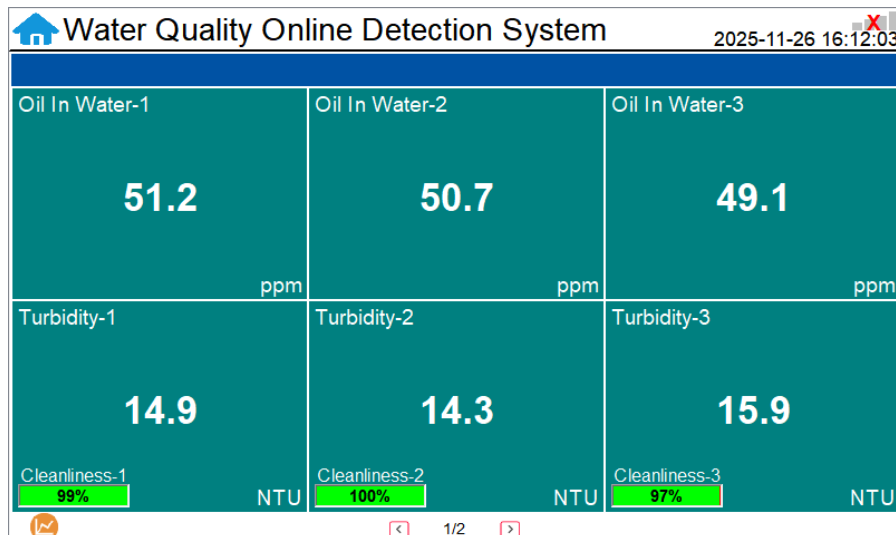 Water Quality Online Detection System
2025-11-26 16:12:03
X
Oil In Water-1
Oil In Water-2
Oil In Water-3
51.2
50.7
49.1
ppm
ppm
ppm
Turbidity-1
Turbidity-2
Turbidity-3
14.9
14.3
15.9
Cleanliness-1
Cleanliness-2
Cleanliness-3
99%
NTU
100%
NTU
97%
NTU
<
1/2
>